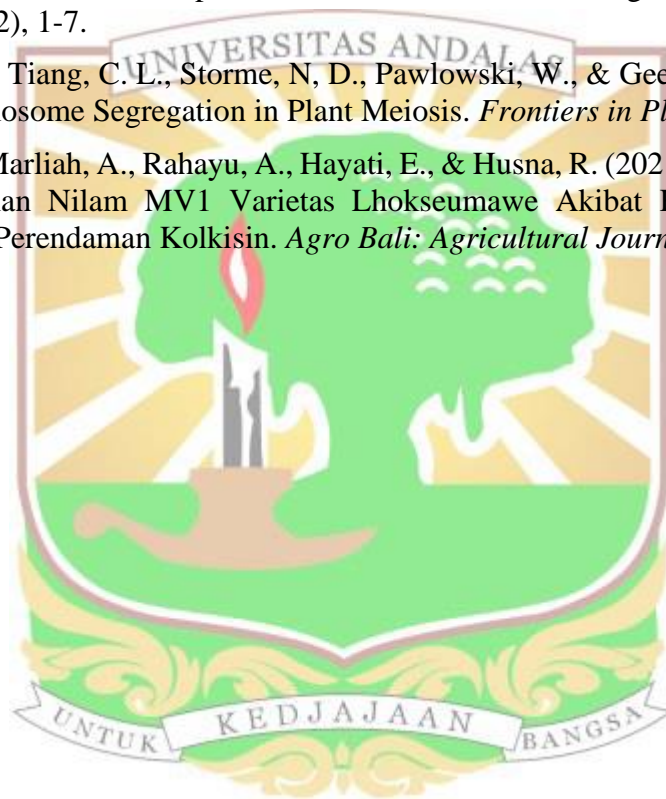 2), 1-7.
UNIVERSITAS ANDALAS
Tiang, C. L., Storme, N, D., Pawlowski, W., & Gee
osome Segregation in Plant Meiosis. Frontiers in Pl
Marliah, A., Rahayu, A., Hayati, E., & Husna, R. (202
an Nilam MV1 Varietas Lhokseumawe Akibat
Perendaman Kolkisin. Agro Bali: Agricultural Journ
UNTUK KEDJAJAAN BANGSA